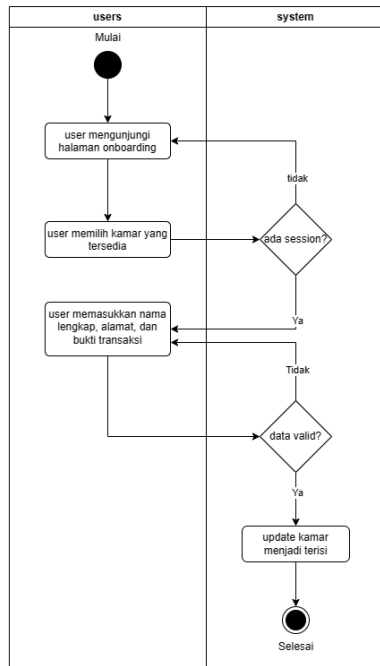 users
system
Mulai
user mengunjungi
halaman onboarding
tidak
user memilih kamar yang
tersedia
ada session?
Ya
user memasukkan nama
lengkap, alamat, dan
bukti transaksi
Tidak
data valid?
Ya
update kamar
menjadi terisi
Selesai